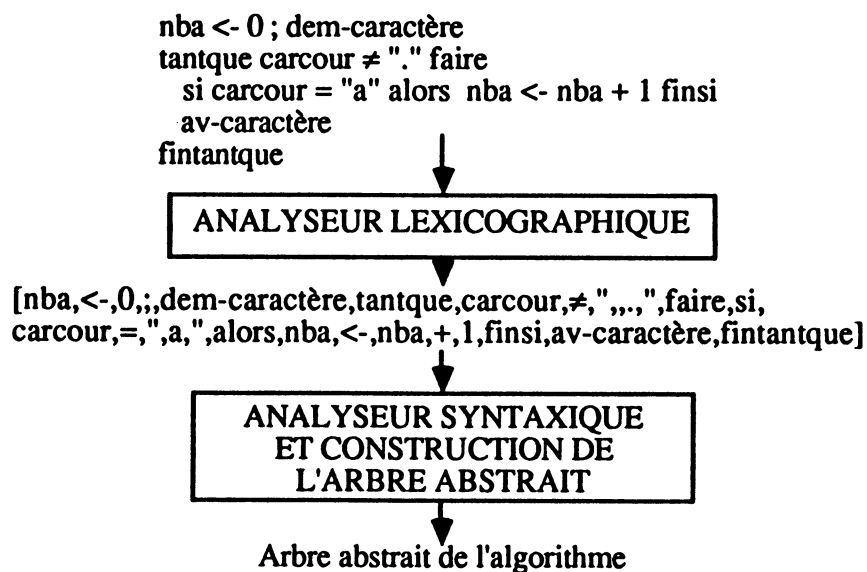 nba <- 0 ; dem-caractère
tantque carcour ≠ "." faire
si carcour = "a" alors nba <- nba + 1 finsi
av-caractère
fintantque
ANALYSEUR LEXICOGRAPHIQUE
[nba,<-,0,;,dem-caractère,tantque,carcour,≠,",,.,",faire,si,
carcour,=,",a,",alors,nba,<-,nba,+,1,finsi,av-caractère,fintantque]
ANALYSEUR SYNTAXIQUE
ET CONSTRUCTION DE
L'ARBRE ABSTRAIT
Arbre abstrait de l'algorithme